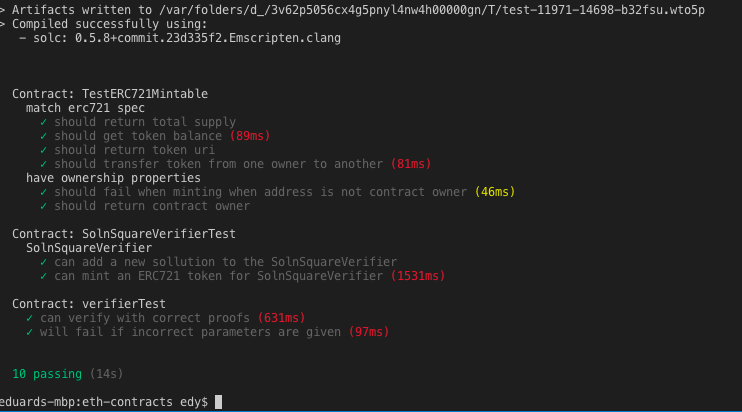 > Artifacts written to /var/folders/d_/3v62p5056cx4g5pnyl4nw4h00000gn/T/test-11971-14698-b32fsu.wto5p
> Compiled successfully using:
   - solc: 0.5.8+commit.23d335f2.Emscripten.clang
Contract: TestERC721Mintable
match erc721 spec
✓ should return total supply
✓ should get token balance (89ms)
✓ should return token uri
✓ should transfer token from one owner to another (81ms)
have ownership properties
✓ should fail when minting when address is not contract owner (46ms)
✓ should return contract owner
Contract: SolnSquareVerifierTest
SolnSquareVerifier
✓ can add a new sollution to the SolnSquareVerifier
✓ can mint an ERC721 token for SolnSquareVerifier (1531ms)
Contract: verifierTest
✓ can verify with correct proofs (631ms)
✓ will fail if incorrect parameters are given (97ms)
10 passing (14s)
eduards-mbp:eth-contracts edy$